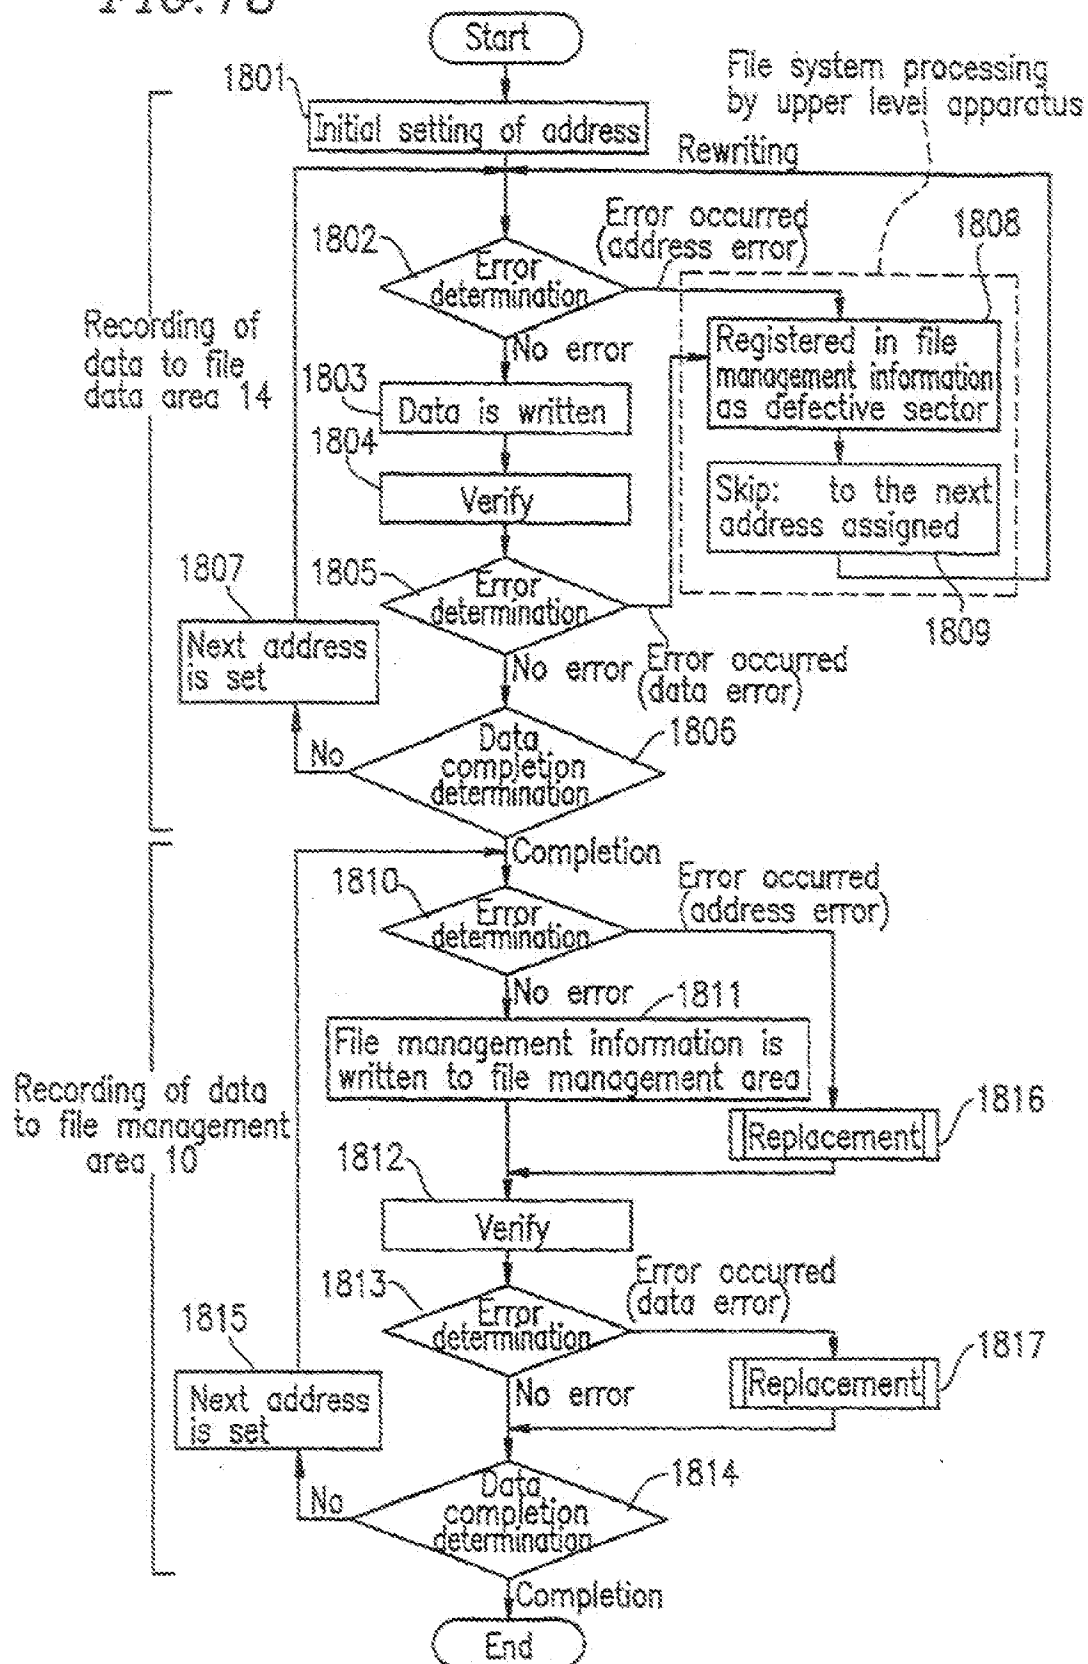 Start
1801
Initial setting of address
File system processing
by upper level apparatus
Rewriting
1802
Error
determination
Error occurred
(address error)
1808
Recording of
data to file
data area 14
No error
Registered in file
management information
as defective sector
1803
Data is written
1804
Verify
Skip: to the next
address assigned
1807
1805
Error
determination
1809
Next address
is set
No error
Error occurred
(data error)
1806
No
Data
completion
determination
Completion
1810
Error
determination
Error occurred
(address error)
No error
1811
File management information is
written to file management area
Recording of data
to file management
area 10
1816
Replacement
1812
Verify
1813
Error
determination
Error occurred
(data error)
1815
1817
Next address
is set
No error
Replacement
1814
No
Data
completion
determination
Completion
End